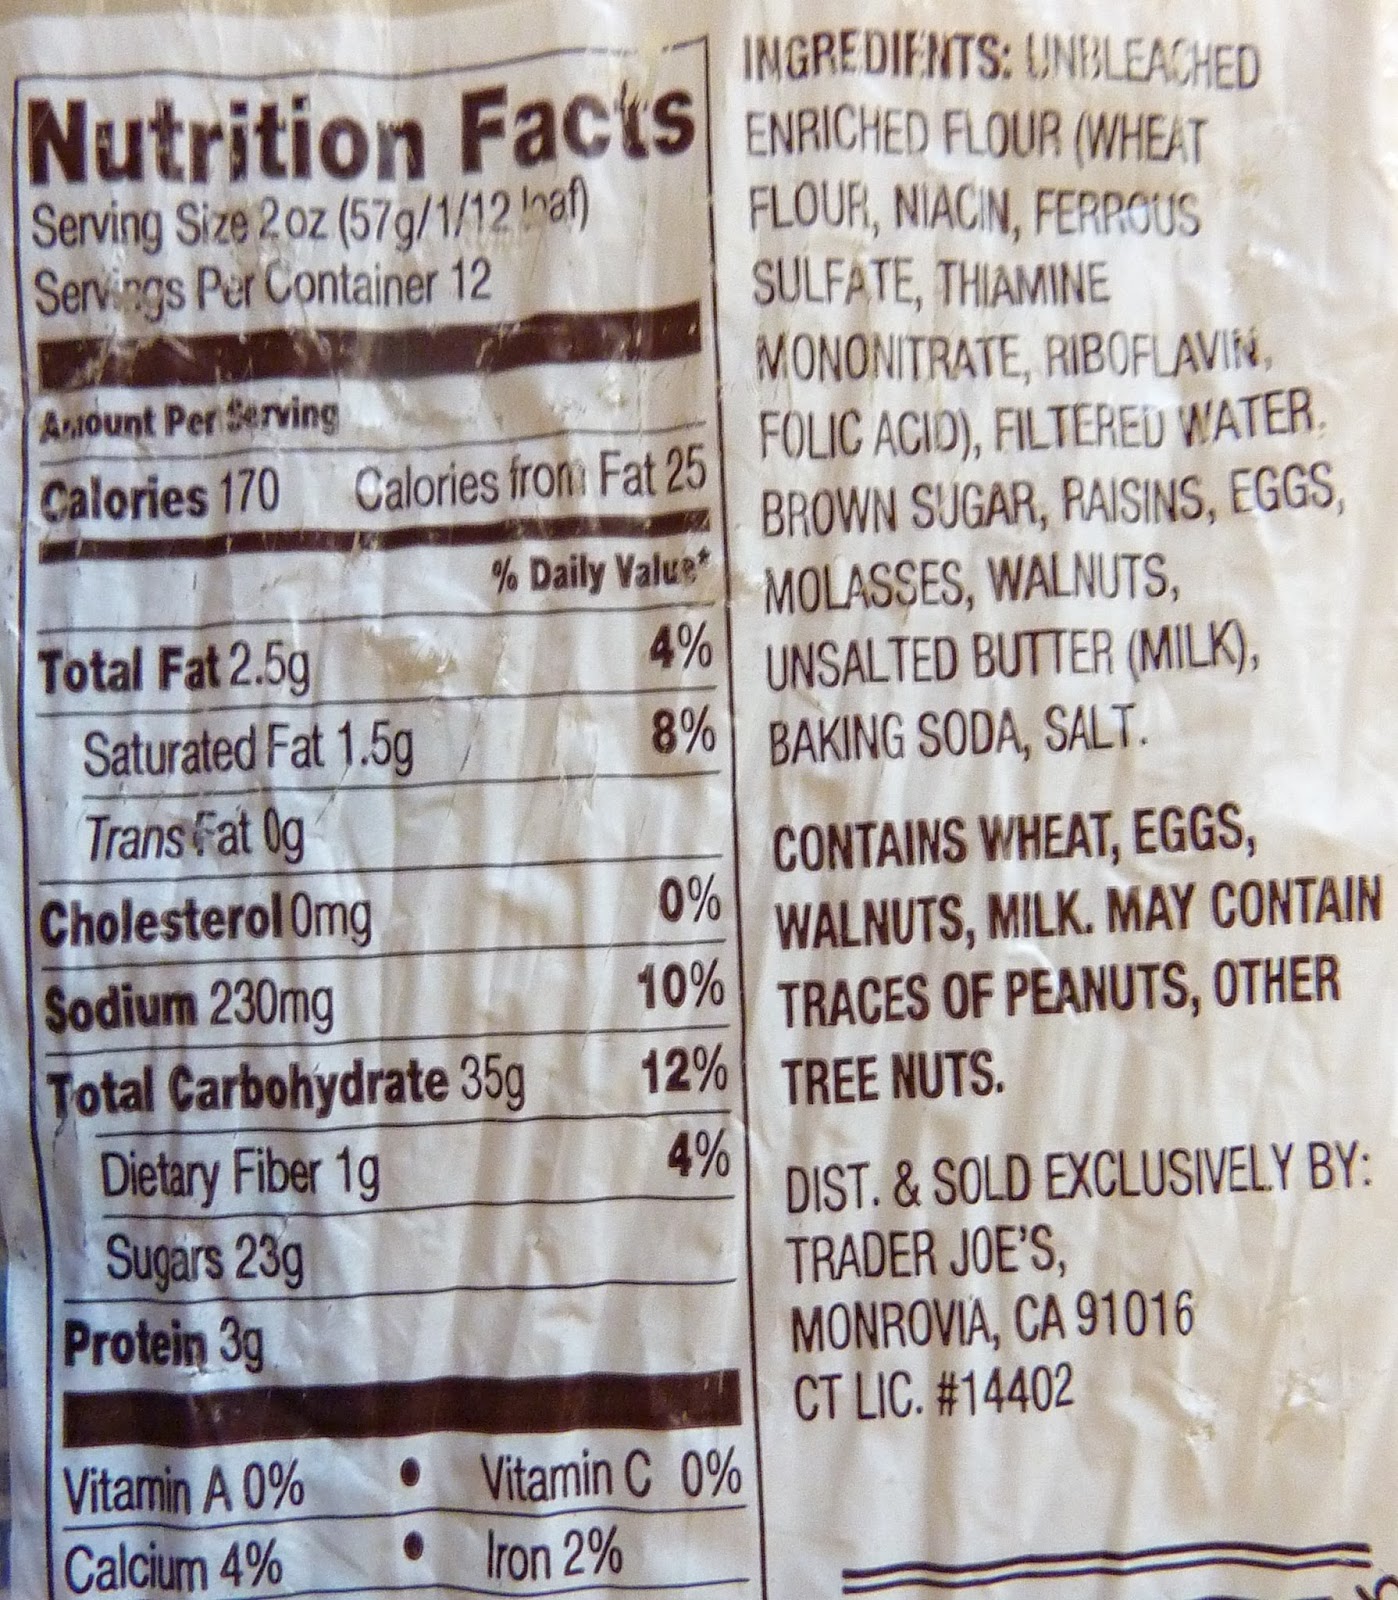 Nutrition Facts
Serving Size 2 oz (57g/1/12 loaf)
Servings Per Container 12
Amount Per Serving
Calories 170 Calories from Fat 25
% Daily Value*
Total Fat 2.5g 4%
Saturated Fat 1.5g 8%
Trans Fat 0g
Cholesterol 0mg 0%
Sodium 230mg 10%
Total Carbohydrate 35g 12%
Dietary Fiber 1g 4%
Sugars 23g
Protein 3g
Vitamin A 0% • Vitamin C 0%
Calcium 4% • Iron 2%
INGREDIENTS: UNBLEACHED
ENRICHED FLOUR (WHEAT
FLOUR, NIACIN, FERROUS
SULFATE, THIAMINE
MONONITRATE, RIBOFLAVIN,
FOLIC ACID), FILTERED WATER,
BROWN SUGAR, RAISINS, EGGS,
MOLASSES, WALNUTS,
UNSALTED BUTTER (MILK),
BAKING SODA, SALT.
CONTAINS WHEAT, EGGS,
WALNUTS, MILK. MAY CONTAIN
TRACES OF PEANUTS, OTHER
TREE NUTS.
DIST. & SOLD EXCLUSIVELY BY:
TRADER JOE'S,
MONROVIA, CA 91016
CT LIC. #14402